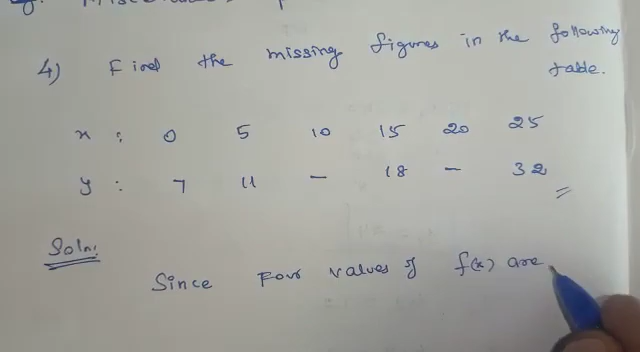 4) Find the missing figures in the following
table.
x : 0 5 10 15 20 25
y : 7 11 — 18 — 32
Soln:
Since Four values of f(x) are